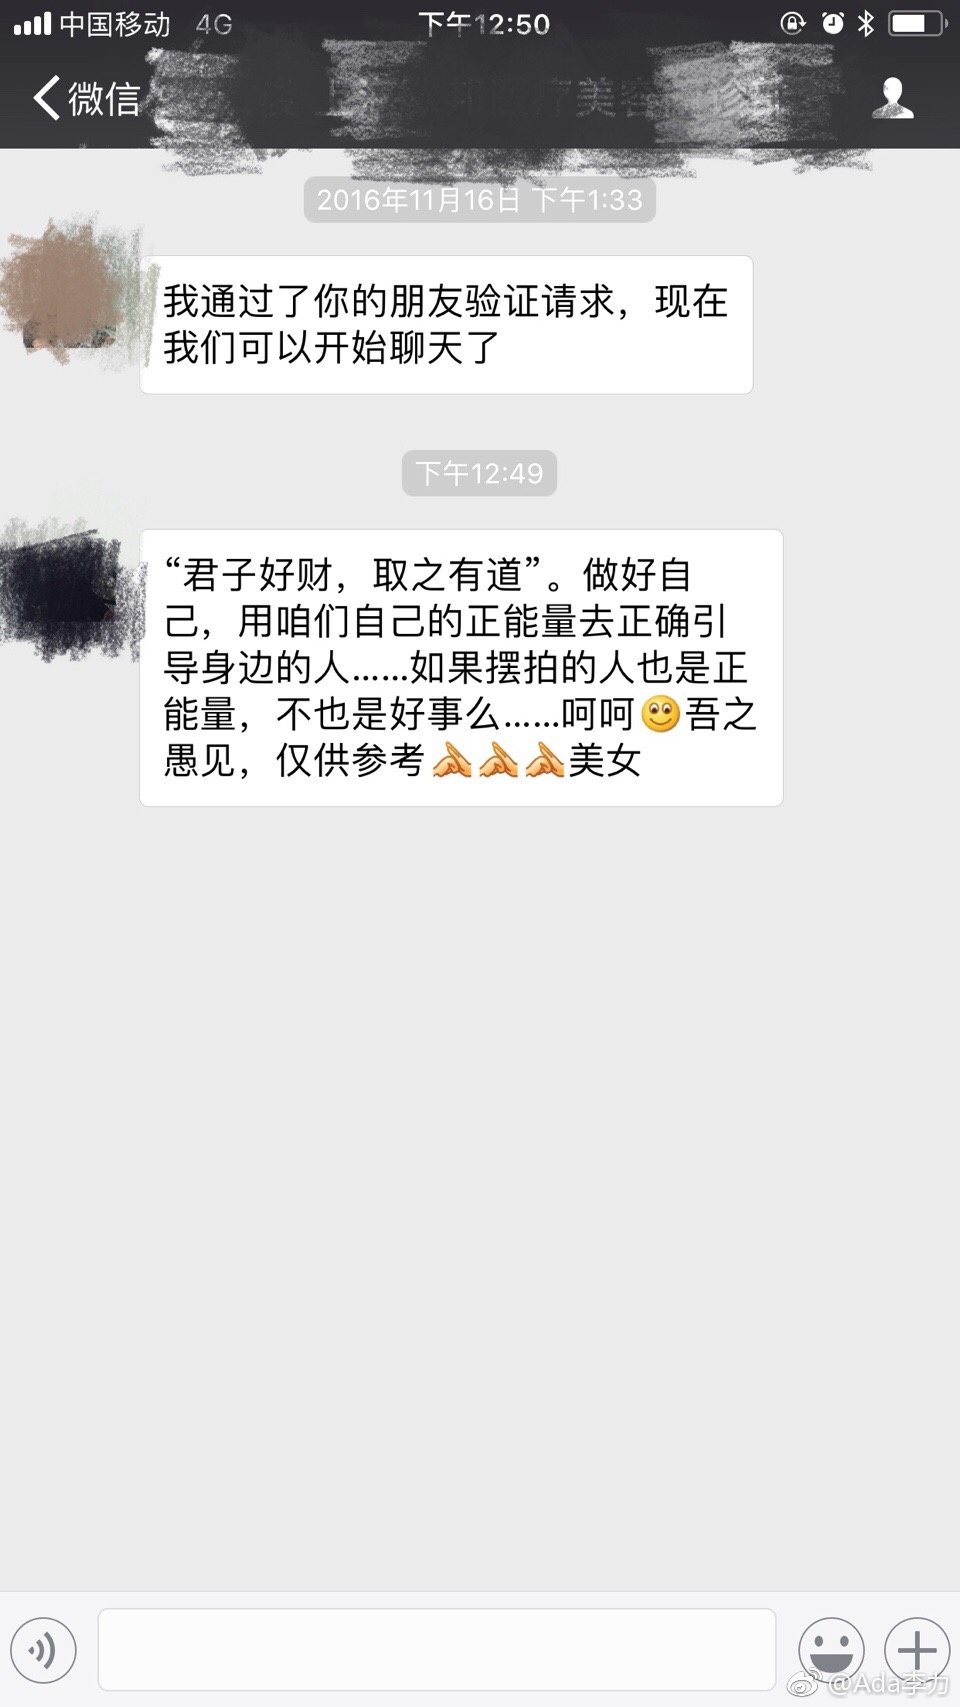 中国移动 4G 下午12:50
微信 美容
2016年11月16日 下午1:33
我通过了你的朋友验证请求，现在
我们可以开始聊天了
下午12:49
“君子好财，取之有道”。做好自
己，用咱们自己的正能量去正确引
导身边的人……如果摆拍的人也是正
能量，不也是好事么……呵呵吾之
愚见，仅供参考美女
@Ada李力